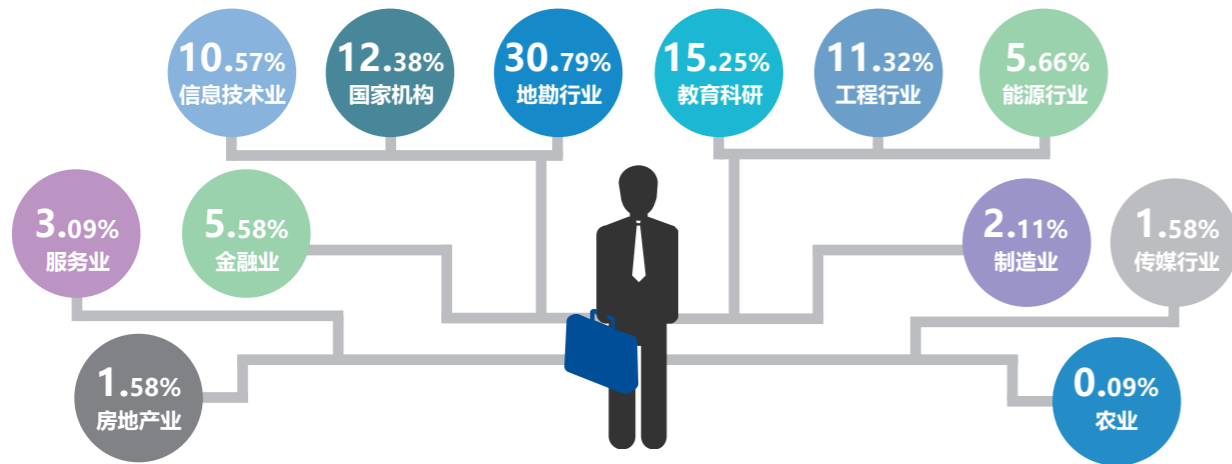 10.57%
信息技术业
12.38%
国家机构
30.79%
地勘行业
15.25%
教育科研
11.32%
工程行业
5.66%
能源行业
3.09%
服务业
5.58%
金融业
2.11%
制造业
1.58%
传媒行业
1.58%
房地产业
0.09%
农业